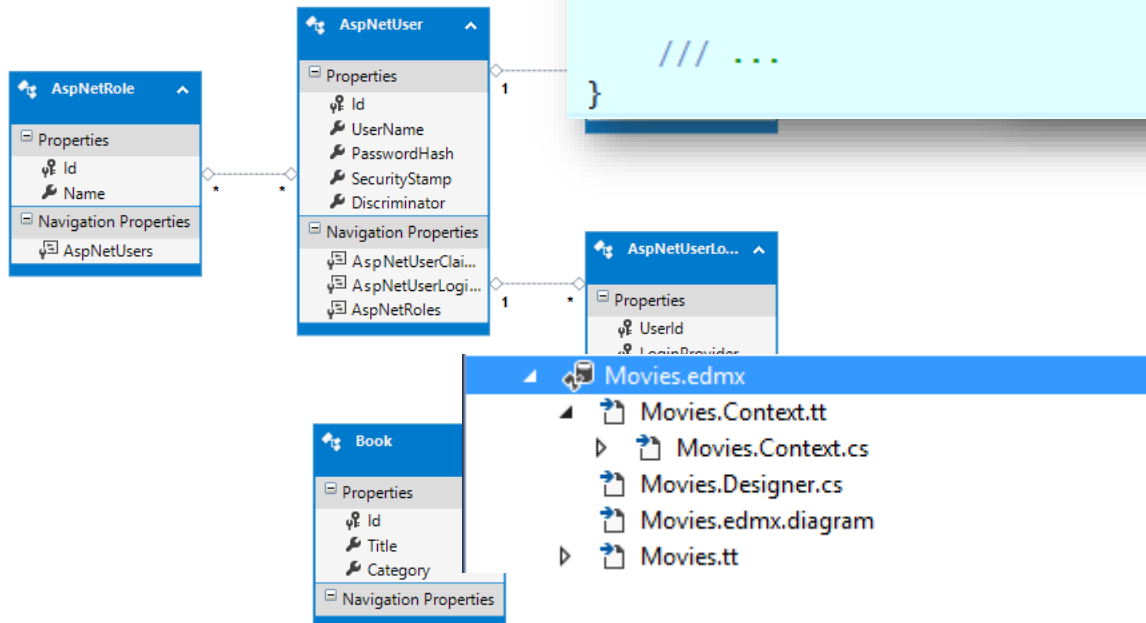 AspNetRole
Properties
Id
Name
Navigation Properties
AspNetUsers
*
*
AspNetUser
Properties
Id
UserName
PasswordHash
SecurityStamp
Discriminator
Navigation Properties
AspNetUserClai...
AspNetUserLogi...
AspNetRoles
1
1
*
/// ...
}
AspNetUserLo...
Properties
UserId
LoginProvider
Book
Properties
Id
Title
Category
Navigation Properties
Movies.edmx
Movies.Context.tt
Movies.Context.cs
Movies.Designer.cs
Movies.edmx.diagram
Movies.tt